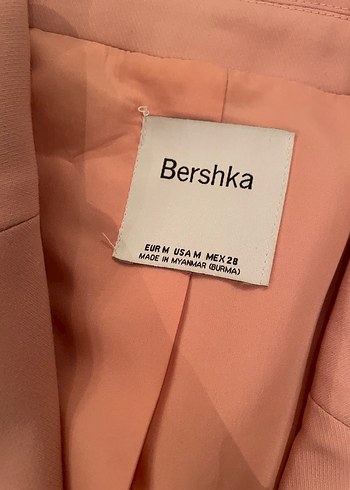 Bershka
EUR M USA M MEX 28
MADE IN MYANMAR (BURMA)